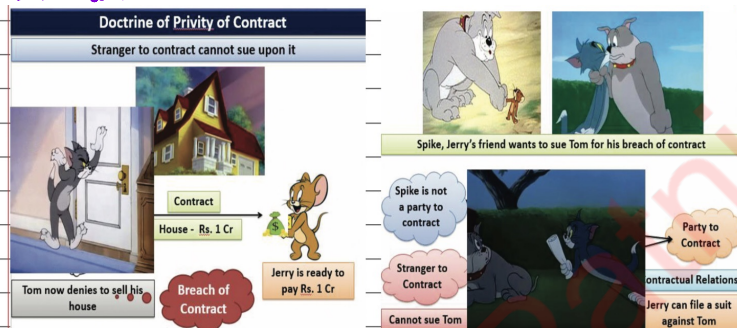 Doctrine of Privity of Contract
Stranger to contract cannot sue upon it
Contract
House - Rs. 1 Cr
$
Tom now denies to sell his
house
Breach of
Contract
Jerry is ready to
pay Rs. 1 Cr
Spike, Jerry's friend wants to sue Tom for his breach of contract
Spike is not
a party to
contract
Stranger to
Contract
Cannot sue Tom
Party to
Contract
ontractual Relations
Jerry can file a suit
against Tom